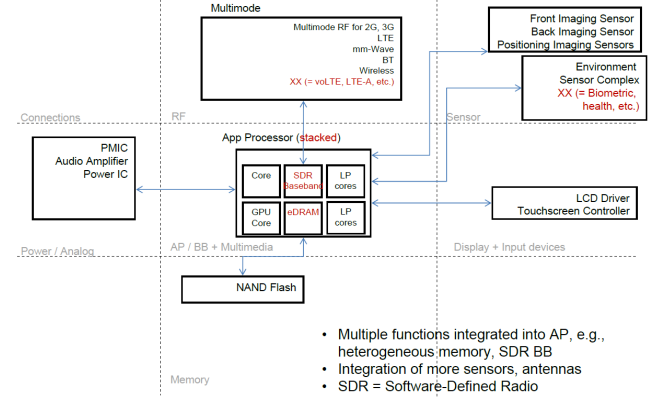 Multimode
Multimode RF for 2G, 3G
LTE
mm-Wave
BT
Wireless
XX (= voLTE, LTE-A, etc.)
Front Imaging Sensor
Back Imaging Sensor
Positioning Imaging Sensors
Environment
Sensor Complex
XX (= Biometric,
health, etc.)
Connections
RF
Sensor
App Processor (stacked)
PMIC
Audio Amplifier
Power IC
Core
SDR
Baseband
LP
cores
GPU
Core
eDRAM
LP
cores
LCD Driver
Touchscreen Controller
Power / Analog
AP / BB + Multimedia
Display + Input devices
NAND Flash
• Multiple functions integrated into AP, e.g.,
heterogeneous memory, SDR BB
• Integration of more sensors, antennas
• SDR = Software-Defined Radio
Memory